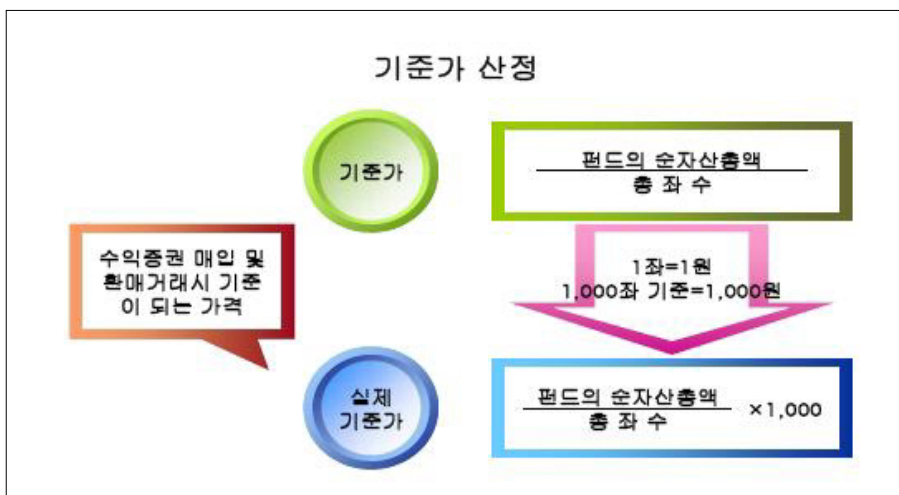 기준가 산정
기준가
펀드의 순자산총액
총 좌 수
수익증권 매입 및
환매거래시 기준
이 되는 가격
1좌=1원
1,000좌 기준=1,000원
실제
기준가
펀드의 순자산총액
총 좌 수
×1,000